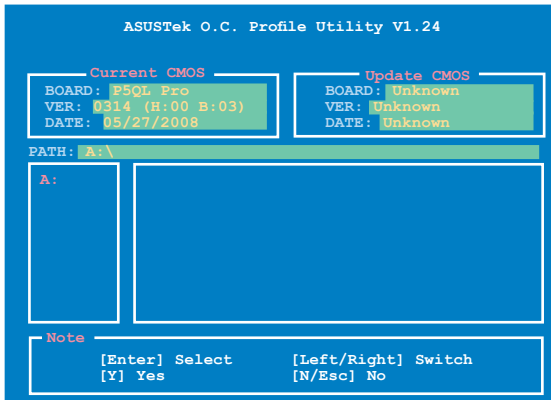 ASUSTek O.C. Profile Utility V1.24
Current CMOS
BOARD: P5QL Pro
VER: 0314 (H:00 B:03)
DATE: 05/27/2008
Update CMOS
BOARD: Unknown
VER: Unknown
DATE: Unknown
PATH: A:\
A:
Note
[Enter] Select [Left/Right] Switch
[Y] Yes [N/Esc] No